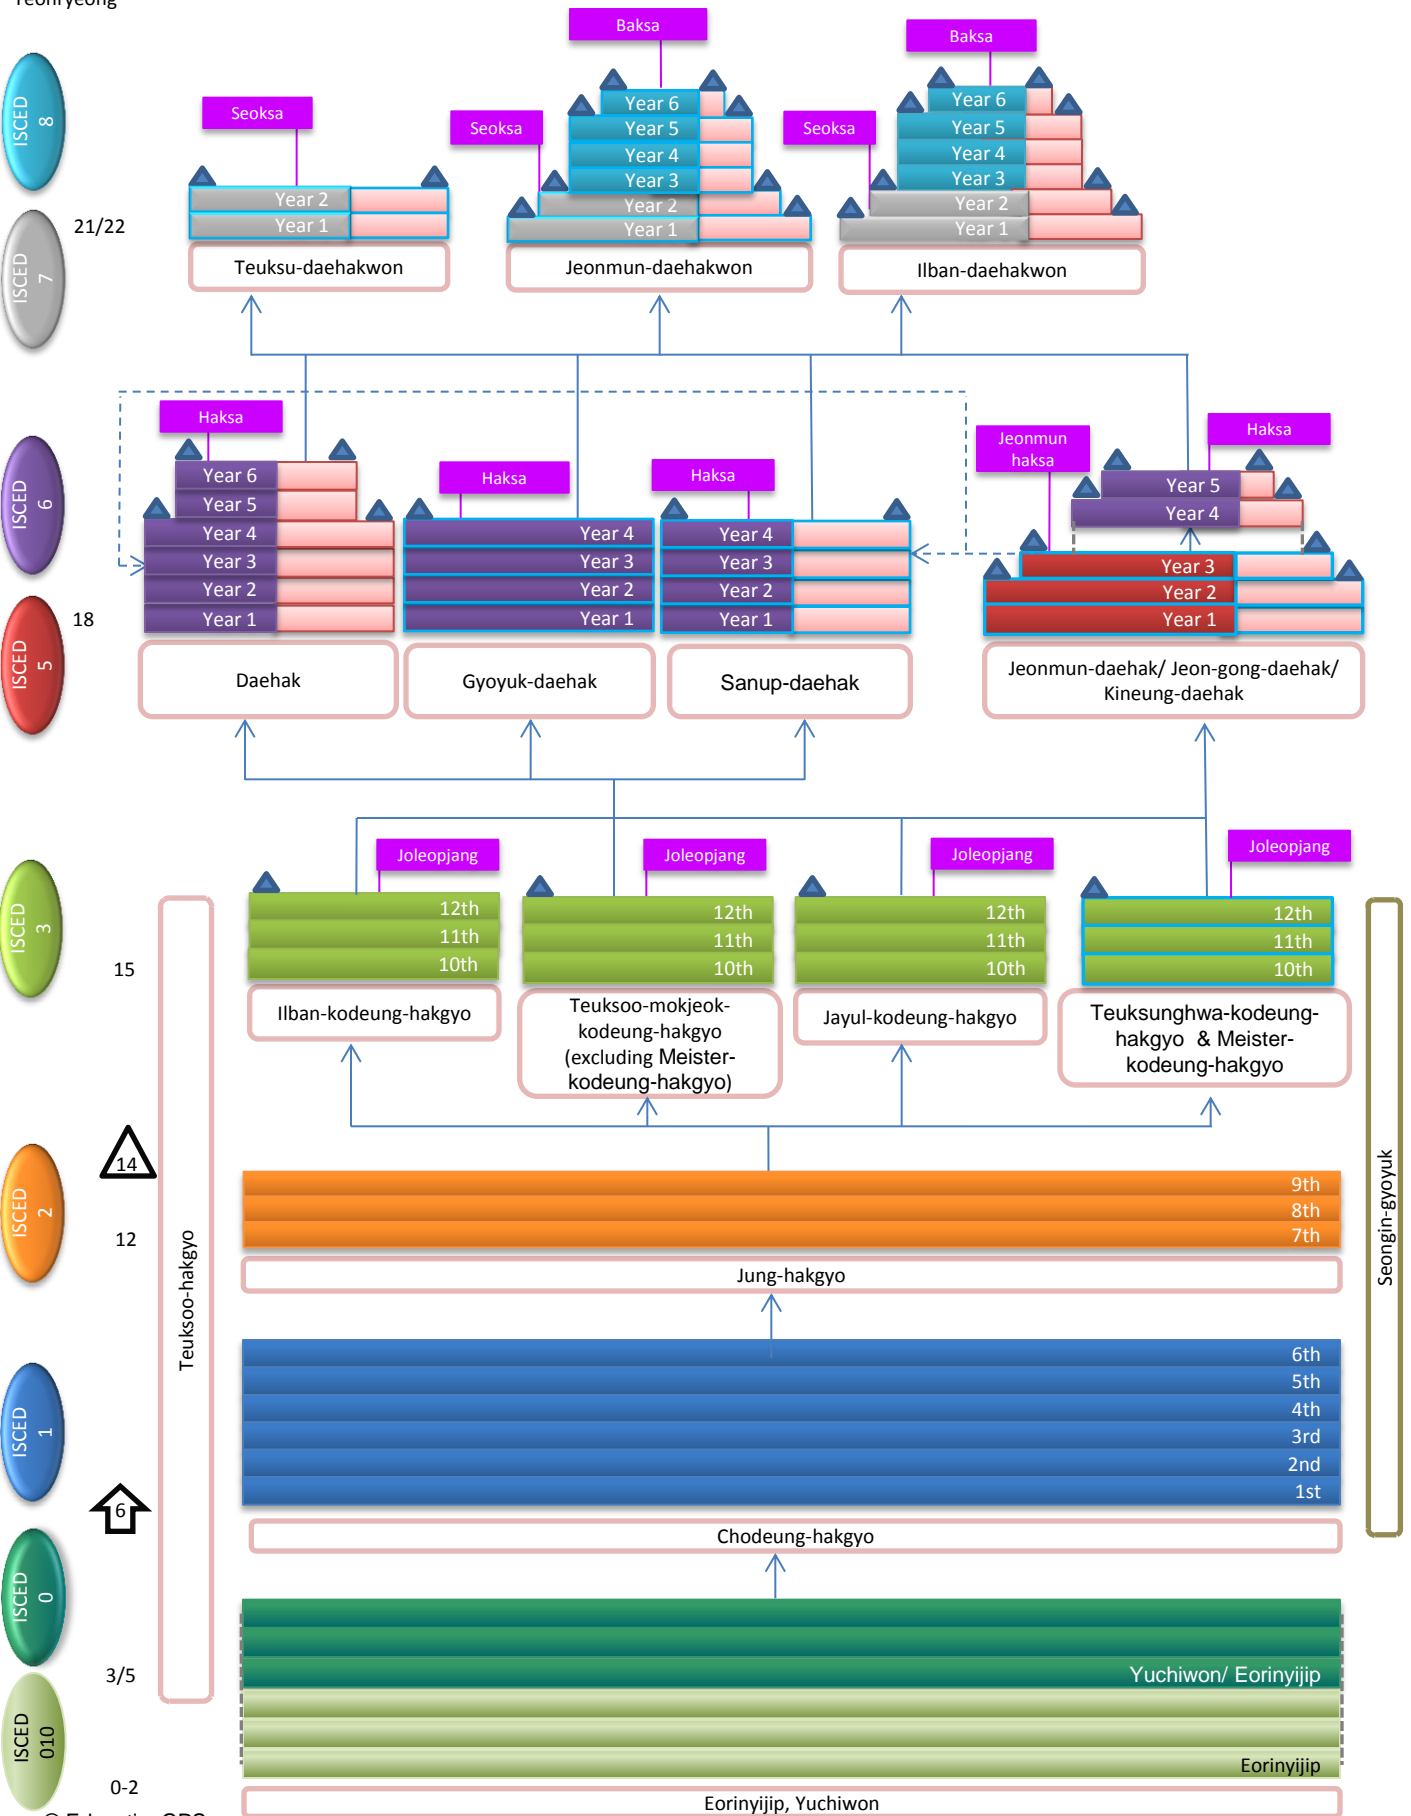 Baksa
Baksa
ISCED
8
Year 6
Year 6
Seoksa
Seoksa
Seoksa
Year 5
Year 5
Year 4
Year 4
Year 3
Year 3
Year 2
Year 2
Year 2
21/22
Year 1
Year 1
Year 1
ISCED
7
Teuksu-daehakwon
Jeonmun-daehakwon
Ilban-daehakwon
Haksa
Haksa
Jeonmun
haksa
ISCED
6
Year 6
Haksa
Haksa
Year 5
Year 5
Year 4
Year 4
Year 4
Year 4
Year 3
Year 3
Year 3
Year 3
Year 2
Year 2
Year 2
Year 2
18
Year 1
Year 1
Year 1
Year 1
ISCED
5
Daehak
Gyoyuk-daehak
Sanup-daehak
Jeonmun-daehak/ Jeon-gong-daehak/
Kineung-daehak
Joleopjang
Joleopjang
Joleopjang
Joleopjang
ISCED
3
12th
12th
12th
12th
11th
11th
11th
11th
15
10th
10th
10th
10th
Ilban-kodeung-hakgyo
Teuksoo-mokjeok-
kodeung-hakgyo
(excluding Meister-
kodeung-hakgyo)
Jayul-kodeung-hakgyo
Teuksunghwa-kodeung-
hakgyo & Meister-
kodeung-hakgyo
14
ISCED
2
9th
8th
12
7th
Teuksoo-hakgyo
Seongin-gyoyuk
Jung-hakgyo
ISCED
1
6th
5th
4th
3rd
2nd
1st
6
Chodeung-hakgyo
ISCED
0
3/5
Yuchiwon/ Eorinyijip
ISCED
010
Eorinyijip
0-2
Eorinyijip, Yuchiwon